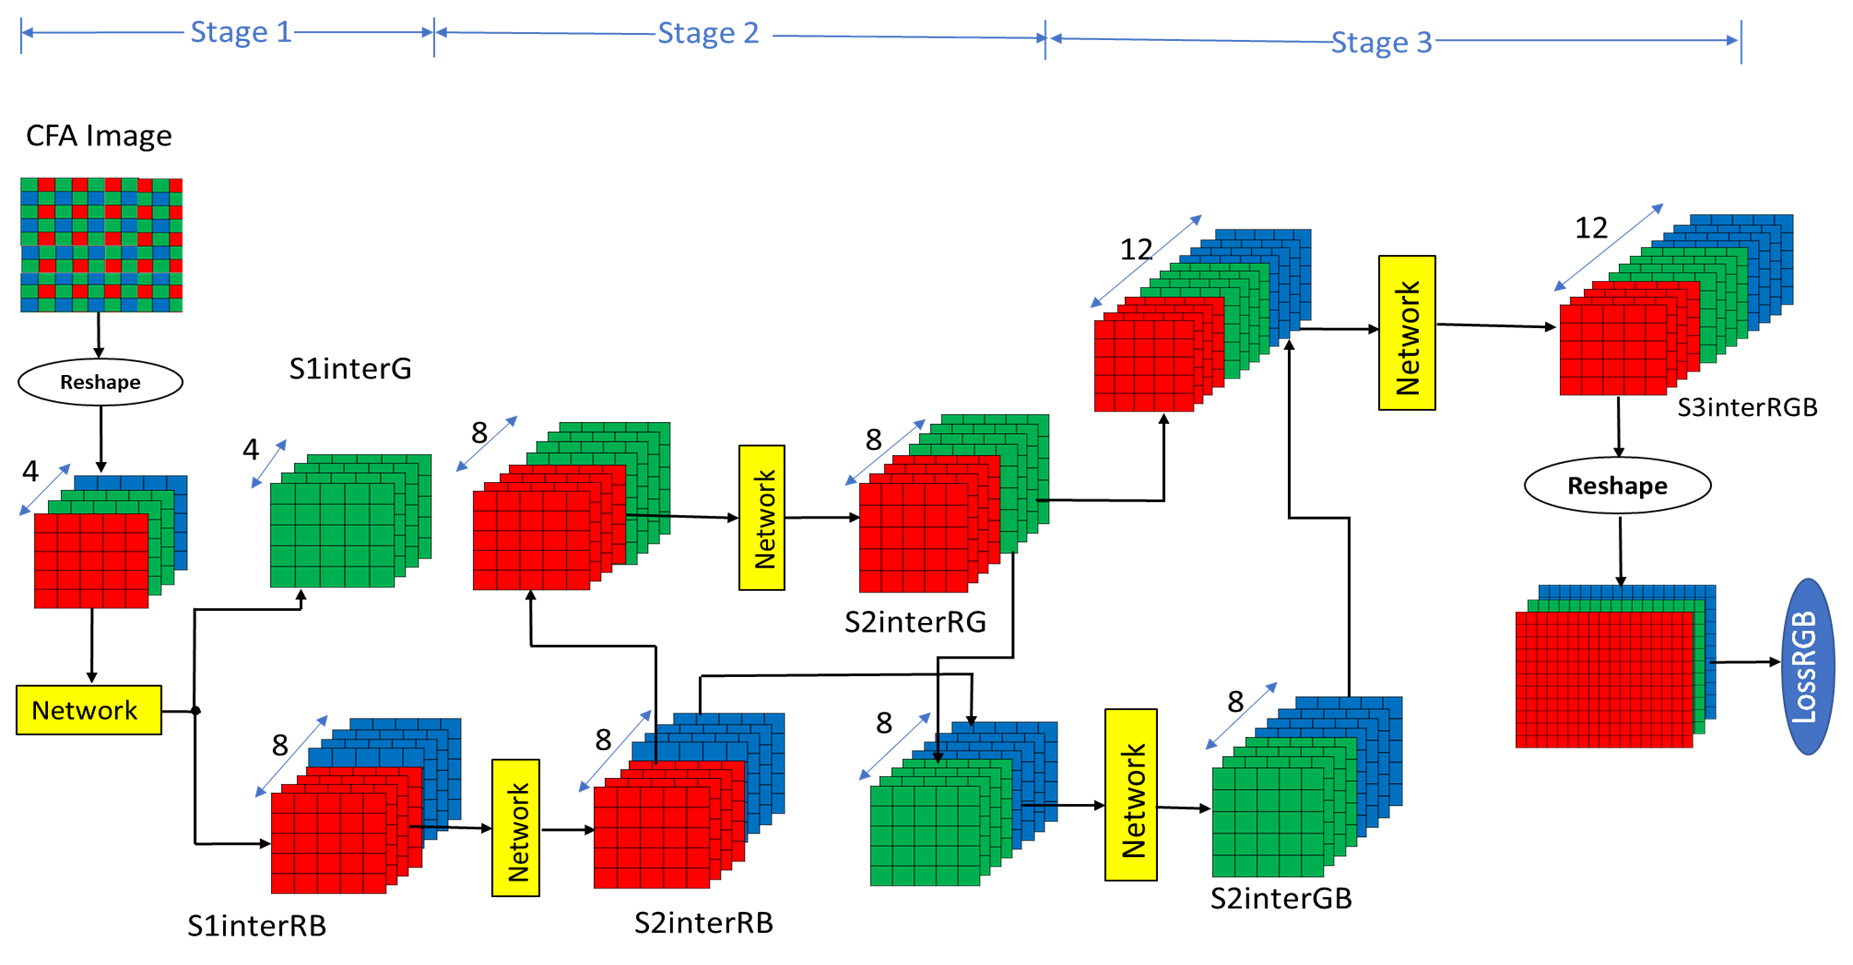 Stage 1
Stage 2
Stage 3
CFA Image
Reshape
4
Network
S1interG
4
8
S1interRB
Network
8
S2interRB
8
Network
8
S2interRG
8
Network
8
S2interGB
12
Network
12
S3interRGB
Reshape
LossRGB